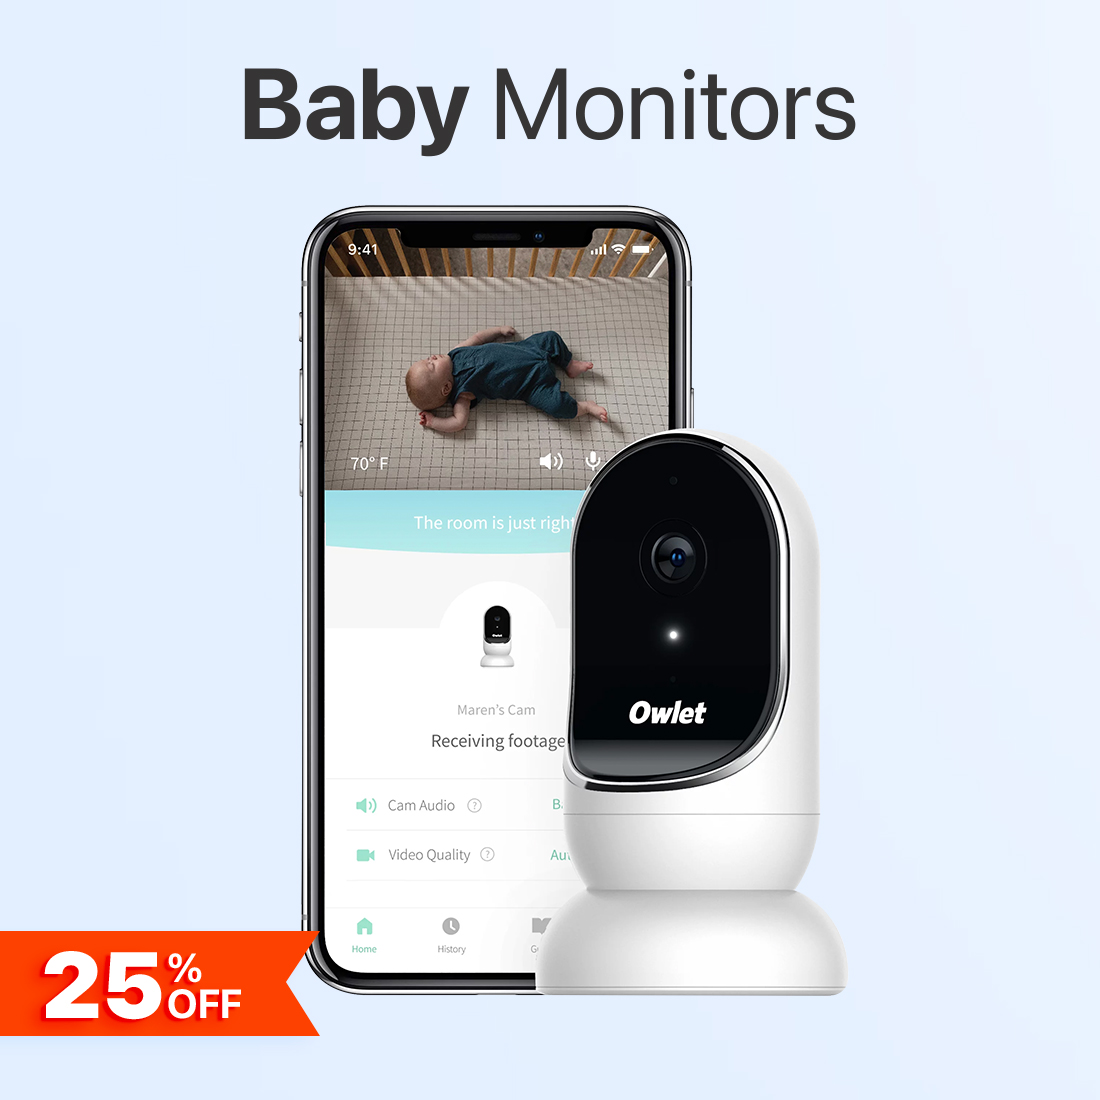 Baby Monitors
9:41
70° F
The room is just right
Maren's Cam
Receiving footage
Owlet
Cam Audio ?
Video Quality ?
Home
History
25% OFF